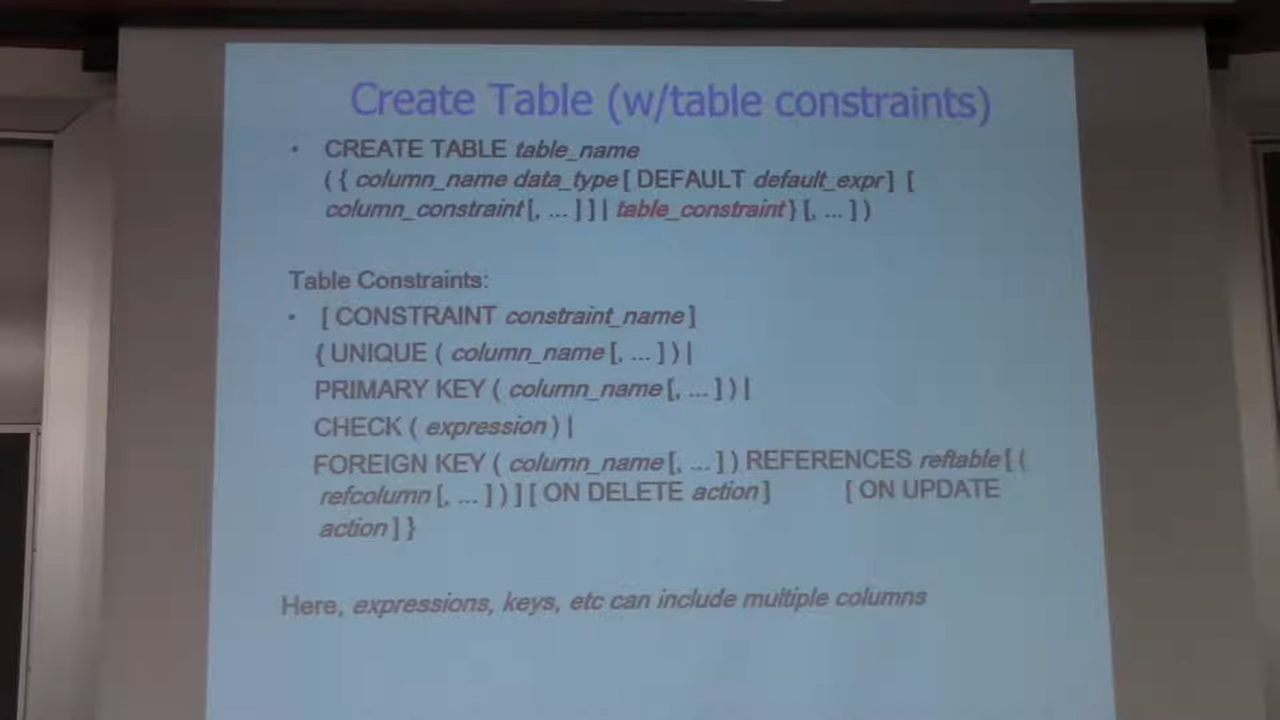 Create Table (w/table constraints)
• CREATE TABLE table_name
( { column_name data_type [ DEFAULT default_expr ] [
column_constraint [, ... ] ] | table_constraint } [, ... ] )
Table Constraints:
• [ CONSTRAINT constraint_name ]
{ UNIQUE ( column_name [, ... ] ) |
PRIMARY KEY ( column_name [, ... ] ) |
CHECK ( expression ) |
FOREIGN KEY ( column_name [, ... ] ) REFERENCES reftable [ (
refcolumn [, ... ] ) ] [ ON DELETE action ] [ ON UPDATE
action ] }
Here, expressions, keys, etc can include multiple columns